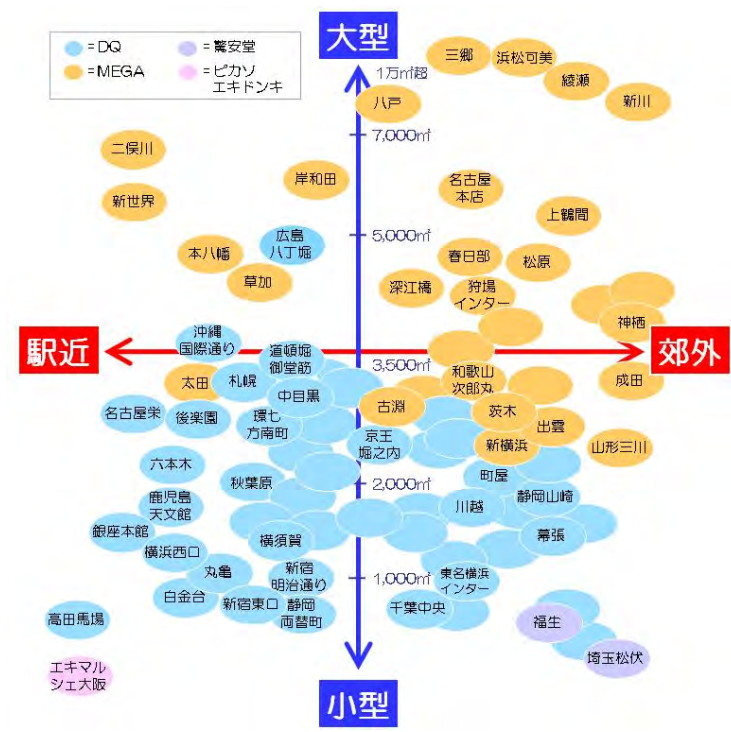 大型
= DQ
= 驚安堂
= MEGA
= ピカソ
エキドンキ
1万㎡超
三郷
浜松可美
綾瀬
新川
八戸
7,000㎡
二俣川
岸和田
新世界
名古屋
本店
上鶴間
広島
八丁堀
5,000㎡
本八幡
春日部
松原
草加
深江橋
狩場
インター
神栖
沖縄
国際通り
駅近
郊外
道頓堀
御堂筋
3,500㎡
太田
札幌
中目黒
和歌山
次郎丸
成田
名古屋栄
後楽園
環七
方南町
古淵
茨木
出雲
京王
堀之内
新横浜
山形三川
六本木
秋葉原
2,000㎡
町屋
静岡山崎
鹿児島
天文館
川越
銀座本館
横須賀
幕張
横浜西口
丸亀
新宿
明治通り
1,000㎡
東名横浜
インター
白金台
新宿東口
静岡
両替町
千葉中央
高田馬場
福生
エキマル
シェ大阪
埼玉松伏
小型